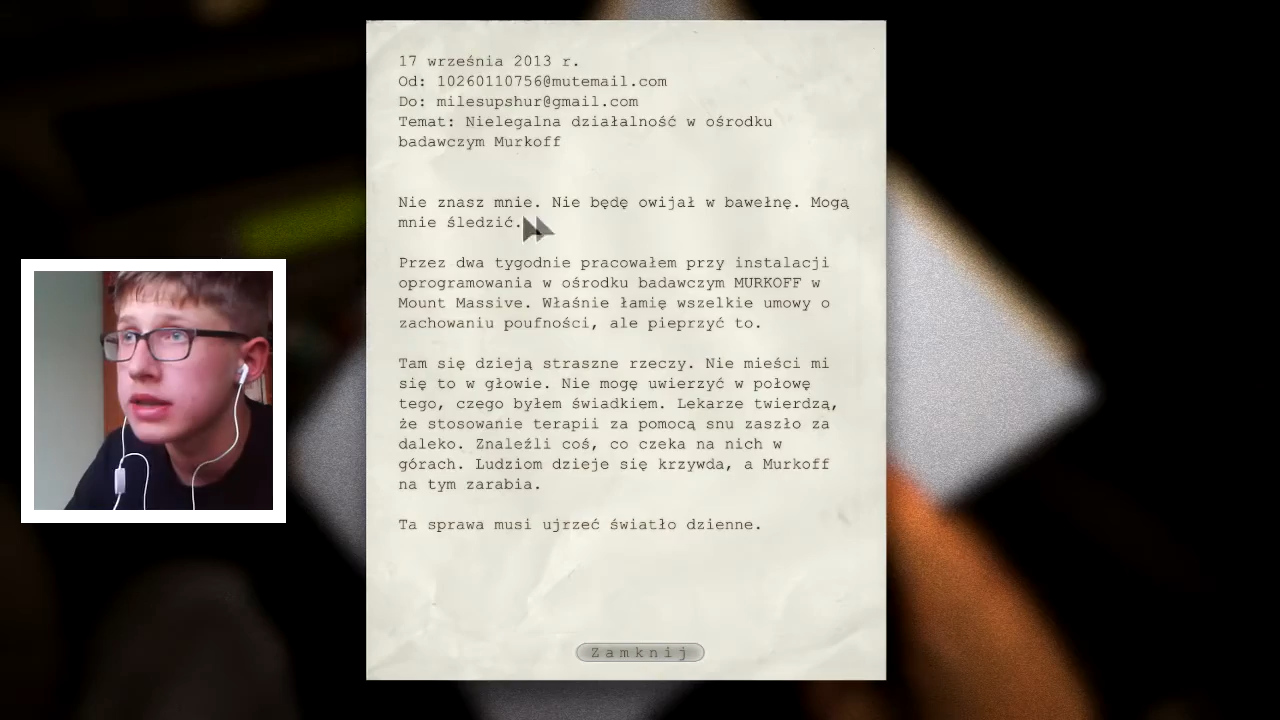 17 września 2013 r.
Od: 10260110756@mutemail.com
Do: milesupshur@gmail.com
Temat: Nielegalna działalność w ośrodku
badawczym Murkoff
Nie znasz mnie. Nie będę owijał w bawełnę. Mogą
mnie śledzić.
Przez dwa tygodnie pracowałem przy instalacji
oprogramowania w ośrodku badawczym MURKOFF w
Mount Massive. Właśnie łamię wszelkie umowy o
zachowaniu poufności, ale pieprzyć to.
Tam się dzieją straszne rzeczy. Nie mieści mi
się to w głowie. Nie mogę uwierzyć w połowę
tego, czego byłem świadkiem. Lekarze twierdzą,
że stosowanie terapii za pomocą snu zaszło za
daleko. Znaleźli coś, co czeka na nich w
górach. Ludziom dzieje się krzywda, a Murkoff
na tym zarabia.
Ta sprawa musi ujrzeć światło dzienne.
Zamknij